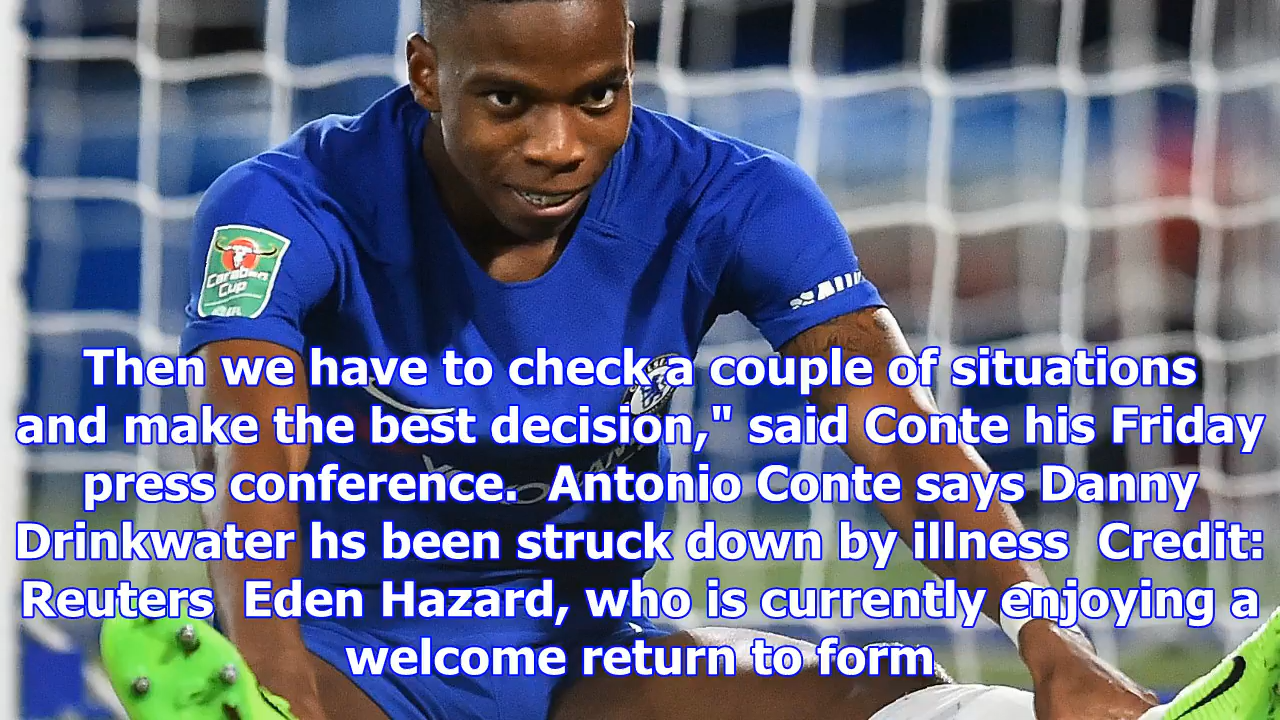 Carabao
Cup
Then we have to check a couple of situations
and make the best decision," said Conte his Friday
press conference.  Antonio Conte says Danny
Drinkwater hs been struck down by illness  Credit:
Reuters  Eden Hazard, who is currently enjoying a
welcome return to form